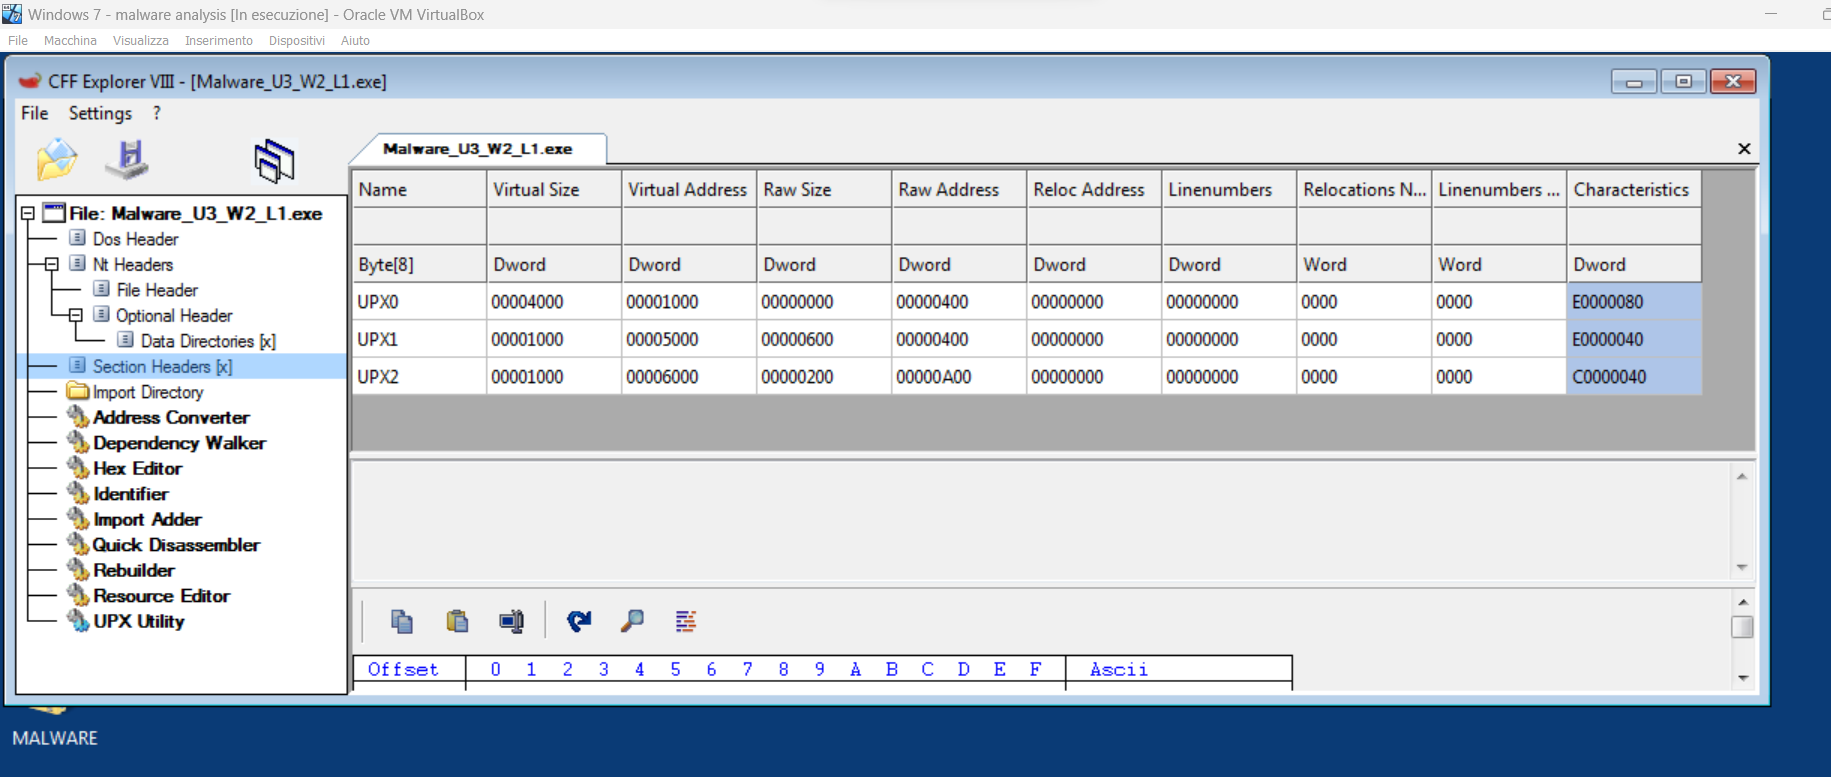 Windows 7 - malware analysis [In esecuzione] - Oracle VM VirtualBox
File Macchina Visualizza Inserimento Dispositivi Aiuto
CFF Explorer VIII - [Malware_U3_W2_L1.exe]
File Settings ?
Malware_U3_W2_L1.exe
File: Malware_U3_W2_L1.exe
Dos Header
Nt Headers
File Header
Optional Header
Data Directories [x]
Section Headers [x]
Import Directory
Address Converter
Dependency Walker
Hex Editor
Identifier
Import Adder
Quick Disassembler
Rebuilder
Resource Editor
UPX Utility
Name Virtual Size Virtual Address Raw Size Raw Address Reloc Address Linenumbers Relocations N... Linenumbers ... Characteristics
Byte[8] Dword Dword Dword Dword Dword Dword Word Word Dword
UPX0 00004000 00001000 00000000 00000400 00000000 00000000 0000 0000 E0000080
UPX1 00001000 00005000 00000600 00000400 00000000 00000000 0000 0000 E0000040
UPX2 00001000 00006000 00000200 00000A00 00000000 00000000 0000 0000 C0000040
Offset 0 1 2 3 4 5 6 7 8 9 A B C D E F Ascii
MALWARE